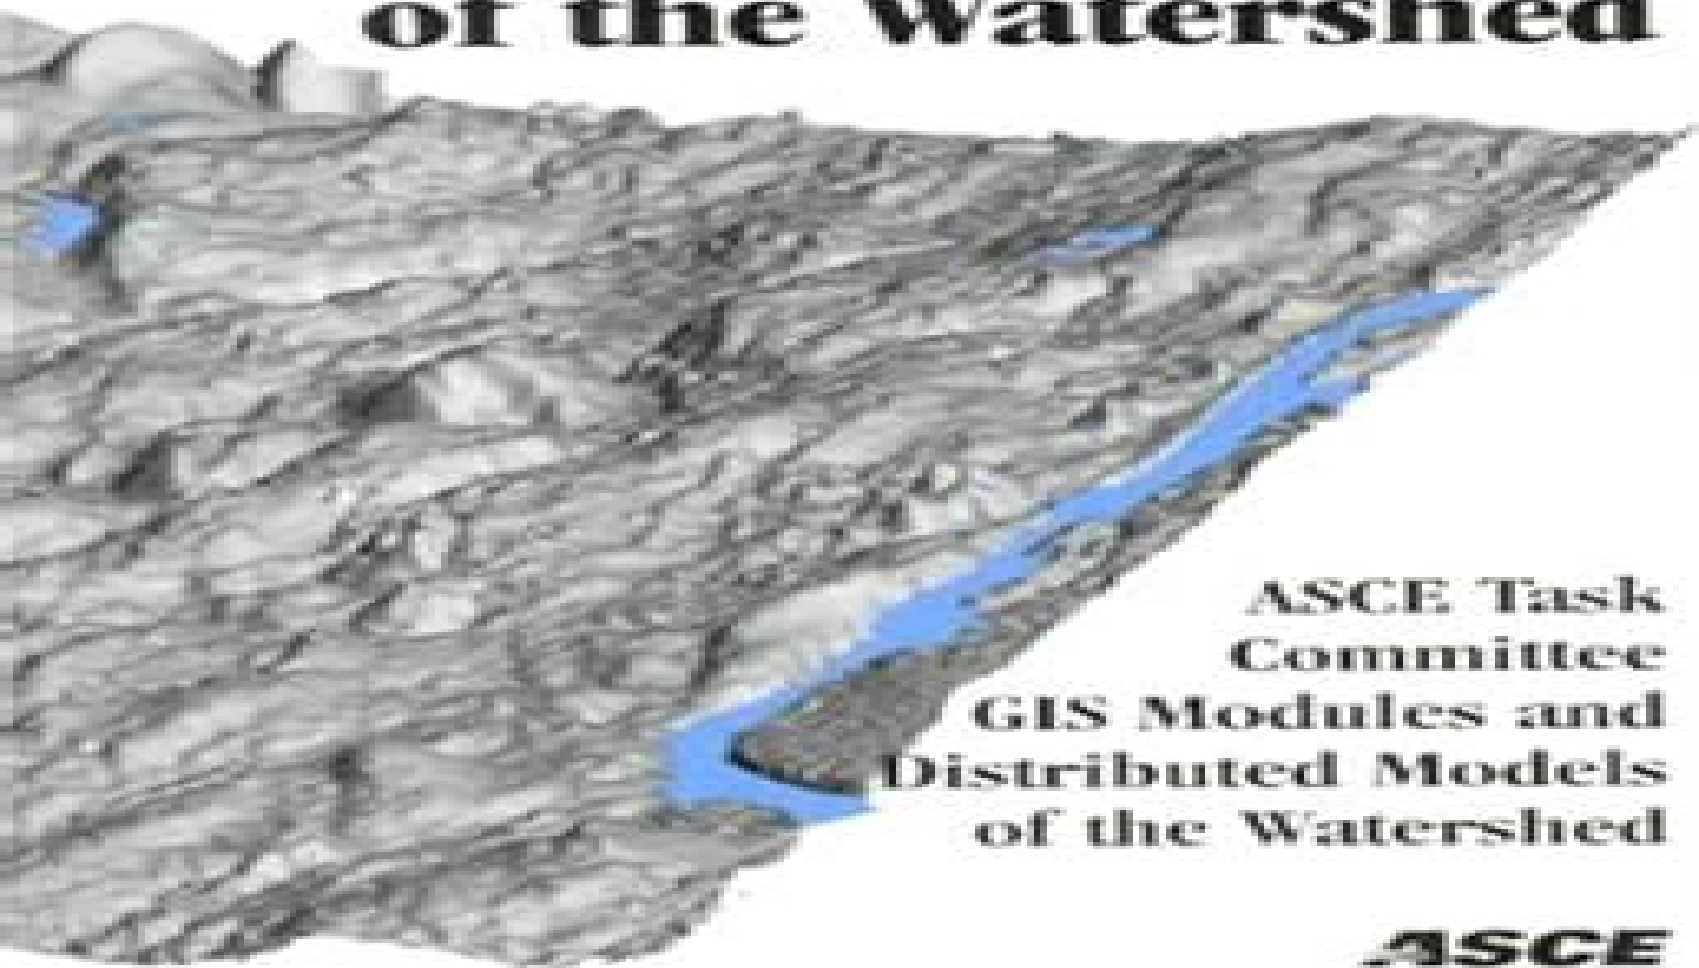 of the Watershed
ASCE Task
Committee
GIS Modules and
Distributed Models
of the Watershed
ASCE